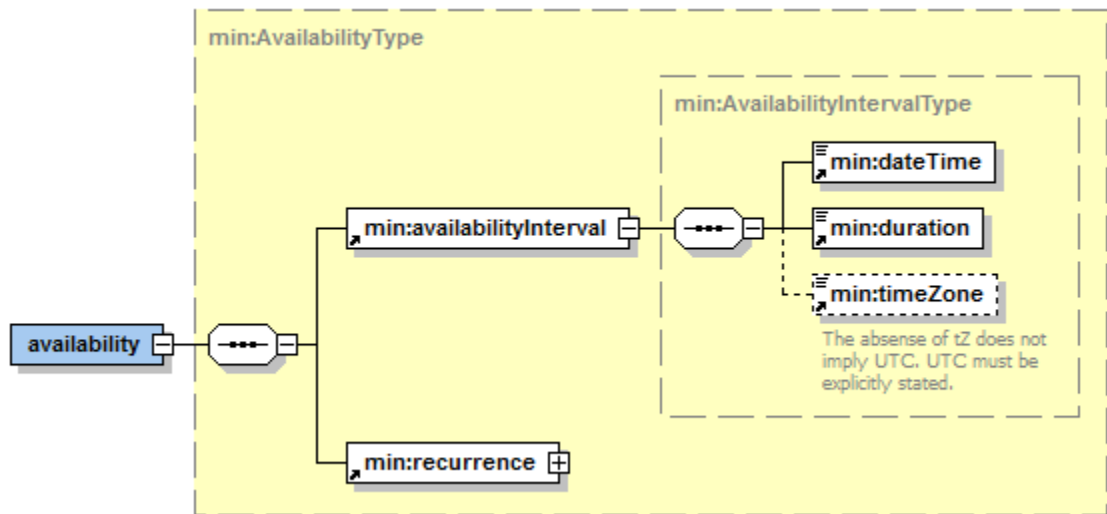 min:AvailabilityType
min:AvailabilityIntervalType
min:dateTime
min:availabilityInterval
min:duration
min:timeZone
The absense of tZ does not
imply UTC. UTC must be
explicitly stated.
availability
min:recurrence